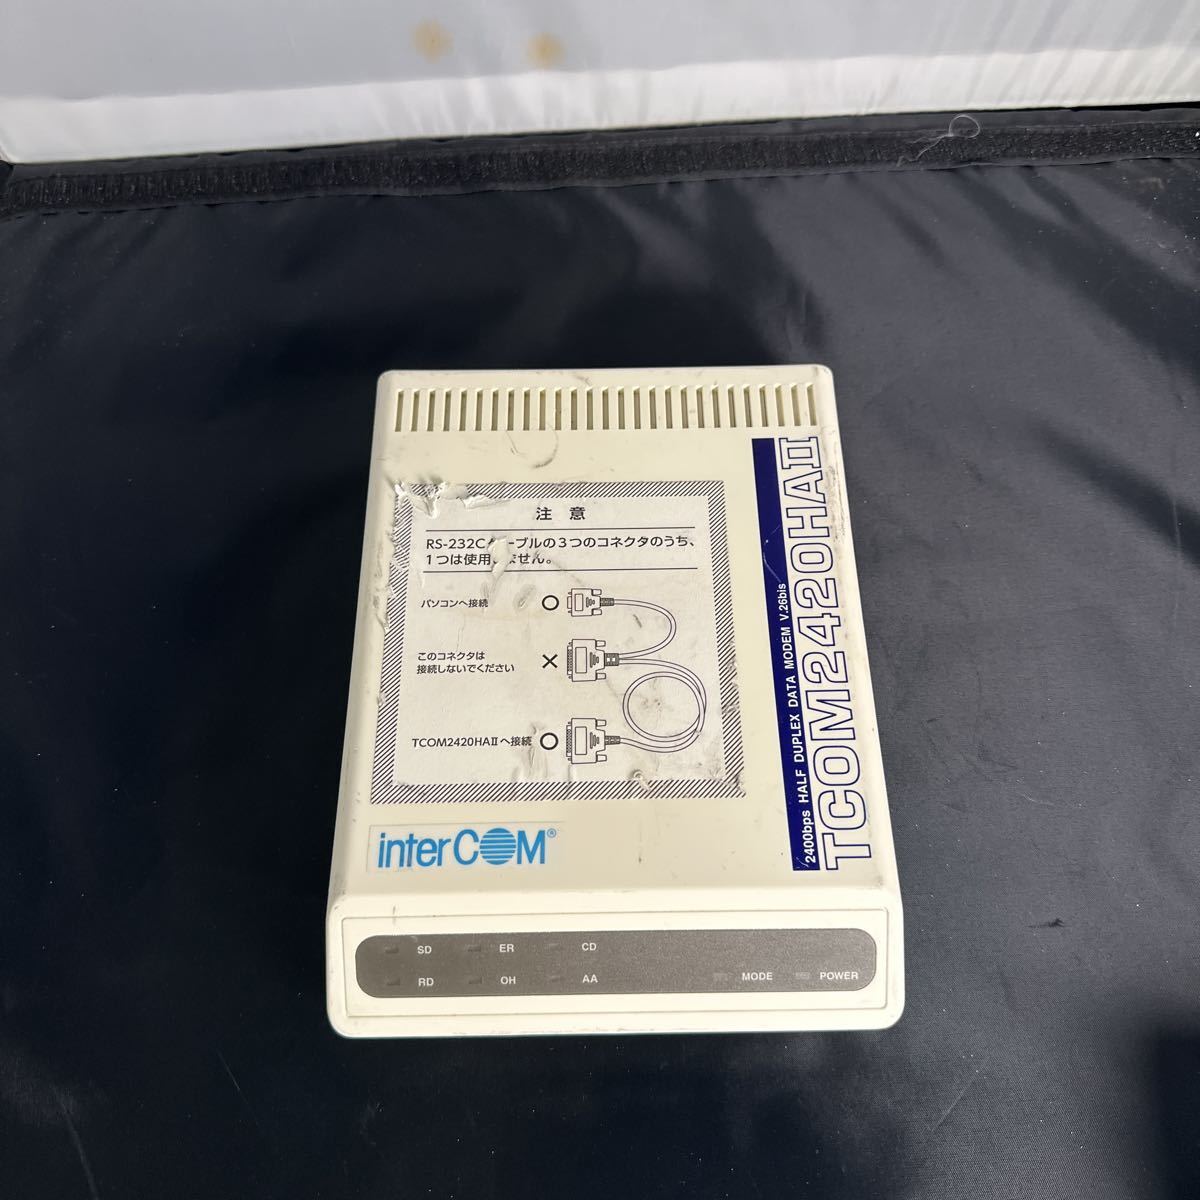 注 意
RS-232Cケーブルの3つのコネクタのうち、
1つは使用しません。
パソコンへ接続
このコネクタは
接続しないでください
TCOM2420HAⅡへ接続
2400bps HALF DUPLEX DATA MODEM V.26bis
TCOM2420HAⅡ
interCOM®
SD ER CD
RD OH AA MODE POWER